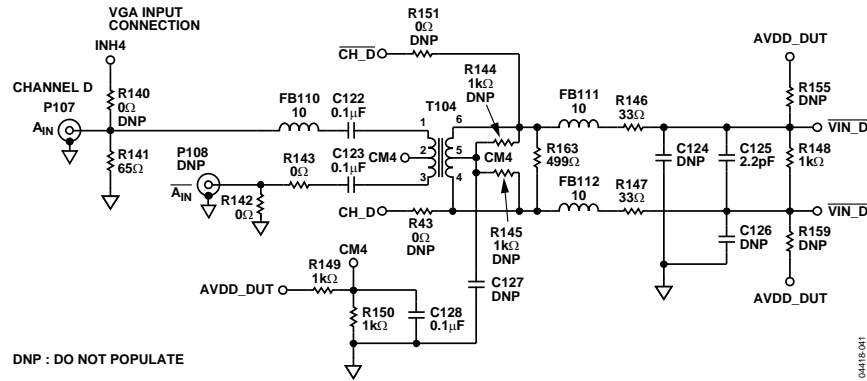 VGA INPUT
CONNECTION
INH4
CHANNEL D
P107
AIN
R140
0Ω
DNP
R141
65Ω
P108
DNP
AIN
R142
0Ω
R143
0Ω
FB110
10
C122
0.1µF
C123
0.1µF
CM4
T104
1
2
3
6
5
4
R151
0Ω
DNP
CH_D
R144
1kΩ
DNP
CM4
CH_D
R43
0Ω
DNP
R145
1kΩ
DNP
C127
DNP
R163
499Ω
FB111
10
R146
33Ω
FB112
10
R147
33Ω
C124
DNP
C125
2.2pF
C126
DNP
AVDD_DUT
R155
DNP
VIN_D
R148
1kΩ
VIN_D
R159
DNP
AVDD_DUT
CM4
R149
1kΩ
AVDD_DUT
R150
1kΩ
C128
0.1µF
DNP : DO NOT POPULATE
04418-041